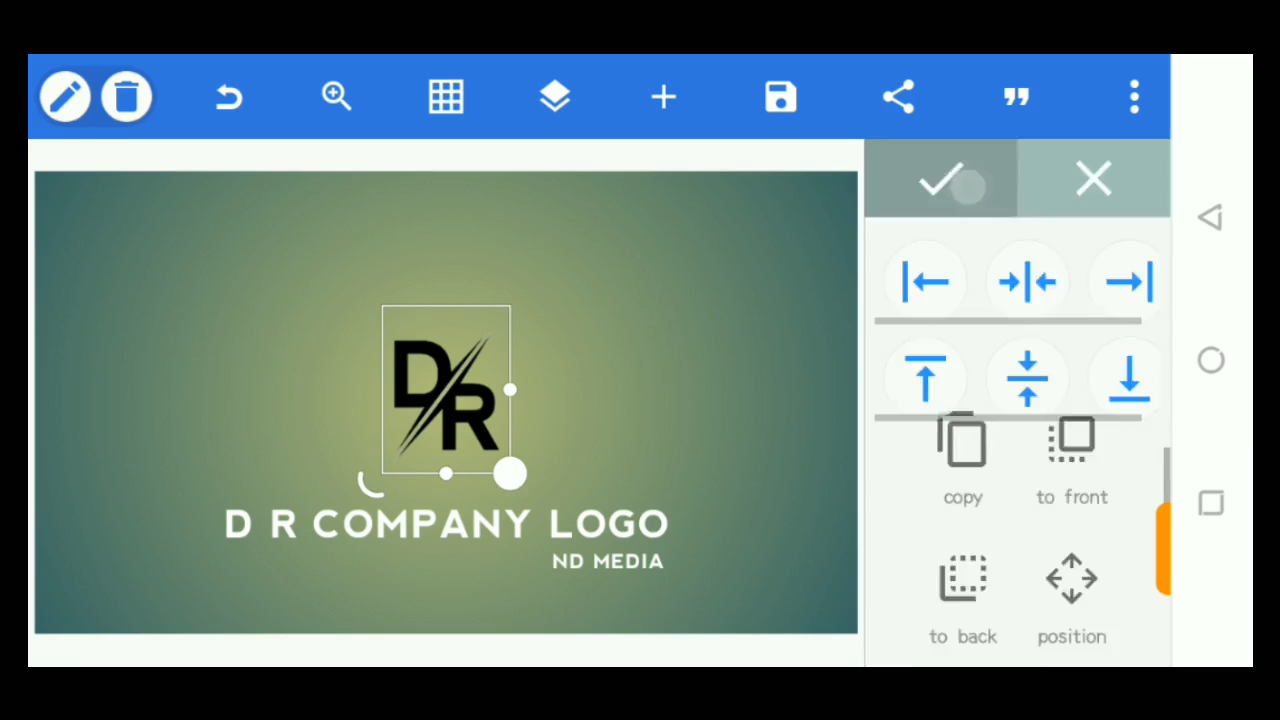 DR
D R COMPANY LOGO
ND MEDIA
copy
to front
to back
position